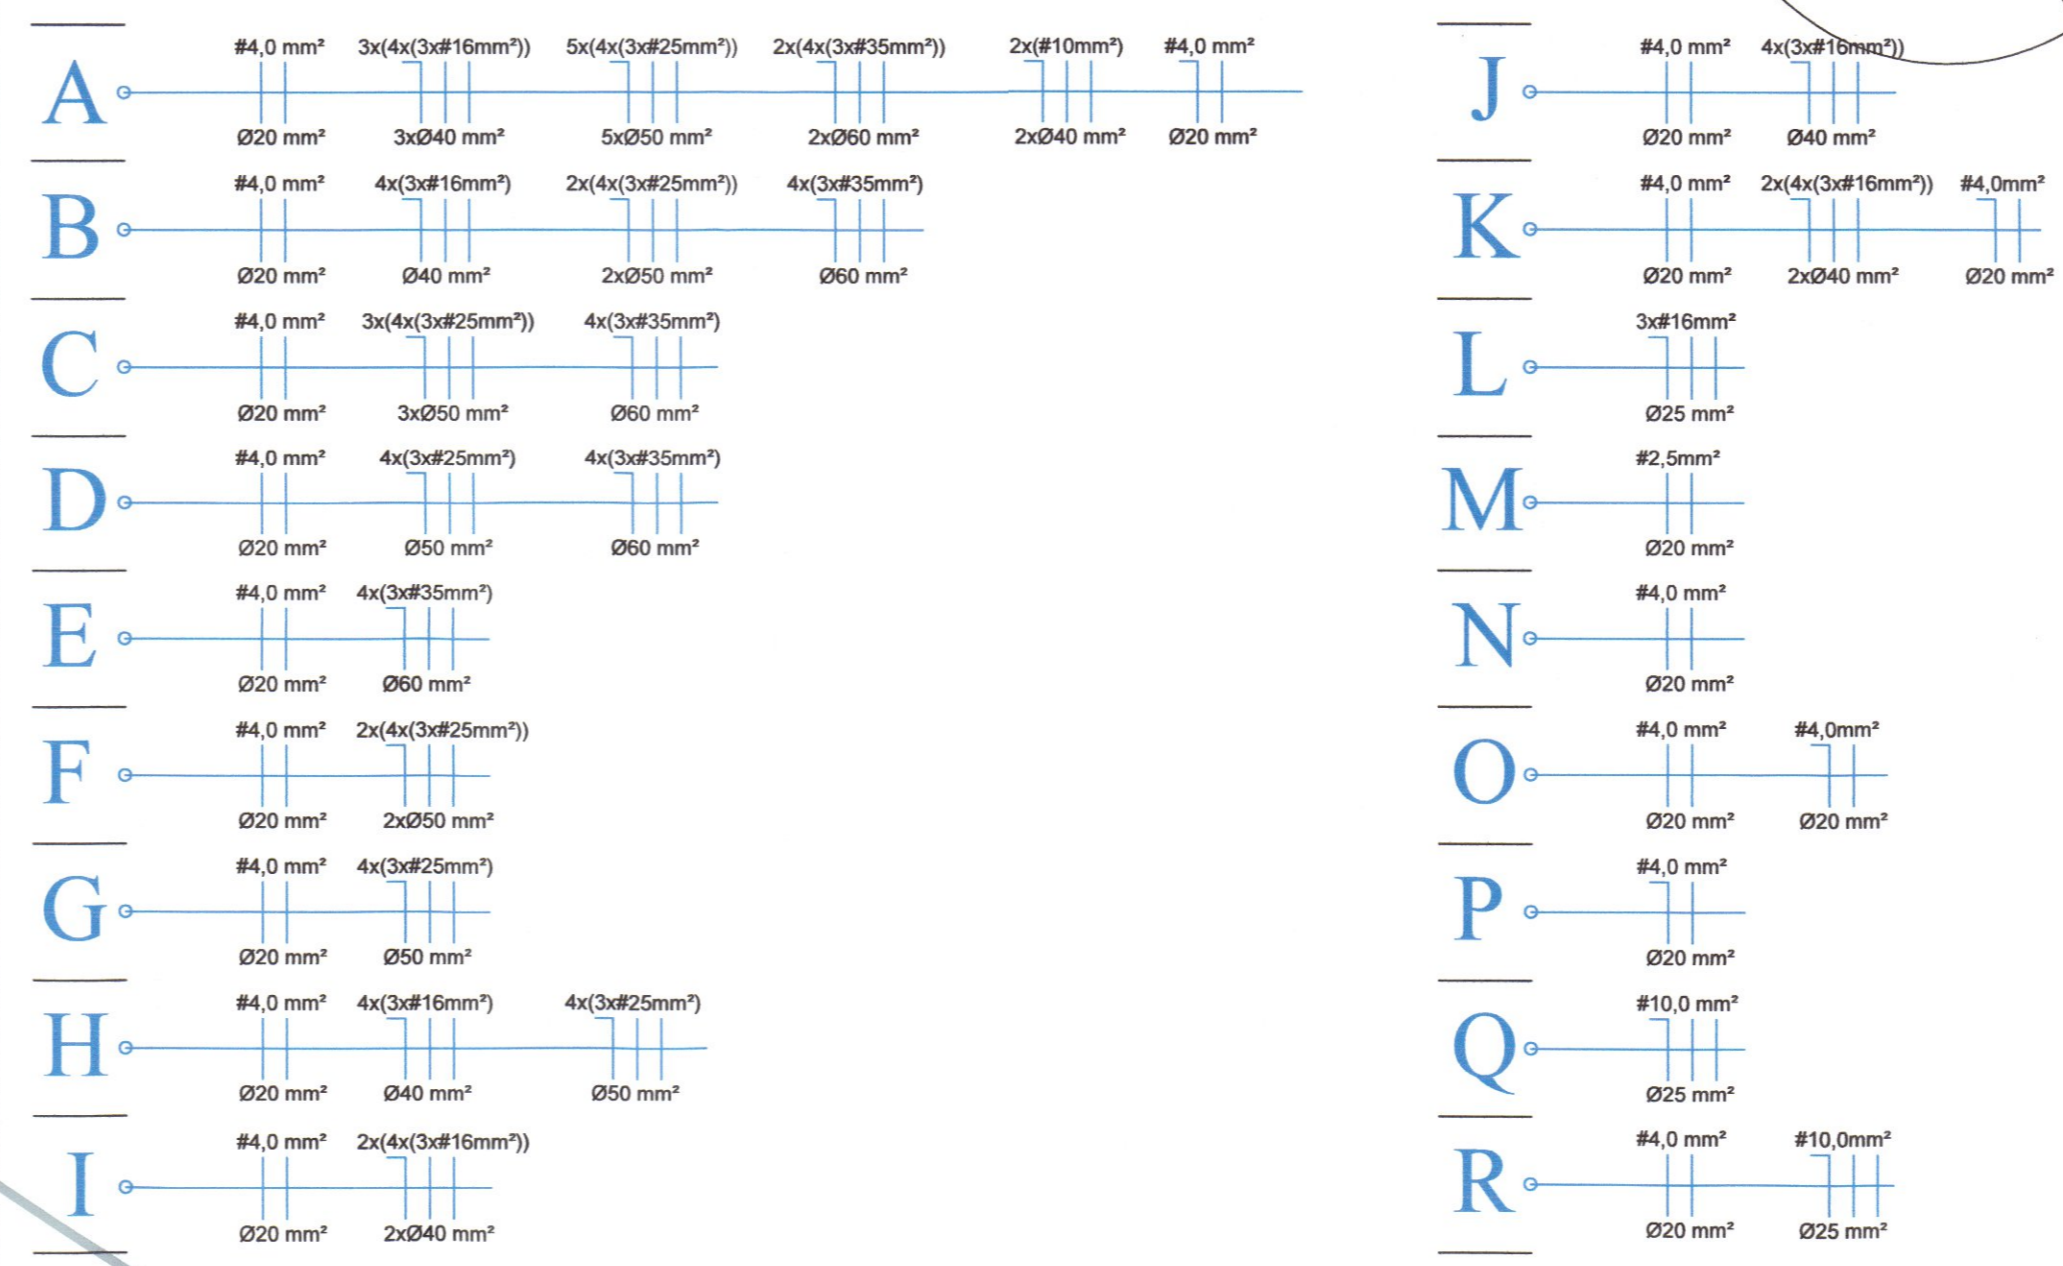 A
#4,0 mm² 3x(4x(3x#16mm²)) 5x(4x(3x#25mm²)) 2x(4x(3x#35mm²)) 2x(#10mm²) #4,0 mm²
Ø20 mm² 3xØ40 mm² 5xØ50 mm² 2xØ60 mm² 2xØ40 mm² Ø20 mm²
B
#4,0 mm² 4x(3x#16mm²) 2x(4x(3x#25mm²)) 4x(3x#35mm²)
Ø20 mm² Ø40 mm² 2xØ50 mm² Ø60 mm²
C
#4,0 mm² 3x(4x(3x#25mm²)) 4x(3x#35mm²)
Ø20 mm² 3xØ50 mm² Ø60 mm²
D
#4,0 mm² 4x(3x#25mm²) 4x(3x#35mm²)
Ø20 mm² Ø50 mm² Ø60 mm²
E
#4,0 mm² 4x(3x#35mm²)
Ø20 mm² Ø60 mm²
F
#4,0 mm² 2x(4x(3x#25mm²))
Ø20 mm² 2xØ50 mm²
G
#4,0 mm² 4x(3x#25mm²)
Ø20 mm² Ø50 mm²
H
#4,0 mm² 4x(3x#16mm²) 4x(3x#25mm²)
Ø20 mm² Ø40 mm² Ø50 mm²
I
#4,0 mm² 2x(4x(3x#16mm²))
Ø20 mm² 2xØ40 mm²
J
#4,0 mm² 4x(3x#16mm²))
Ø20 mm² Ø40 mm²
K
#4,0 mm² 2x(4x(3x#16mm²)) #4,0mm²
Ø20 mm² 2xØ40 mm² Ø20 mm²
L
3x#16mm²
Ø25 mm²
M
#2,5mm²
Ø20 mm²
N
#4,0 mm²
Ø20 mm²
O
#4,0 mm² #4,0mm²
Ø20 mm² Ø20 mm²
P
#4,0 mm²
Ø20 mm²
Q
#10,0 mm²
Ø25 mm²
R
#4,0 mm² #10,0mm²
Ø20 mm² Ø25 mm²